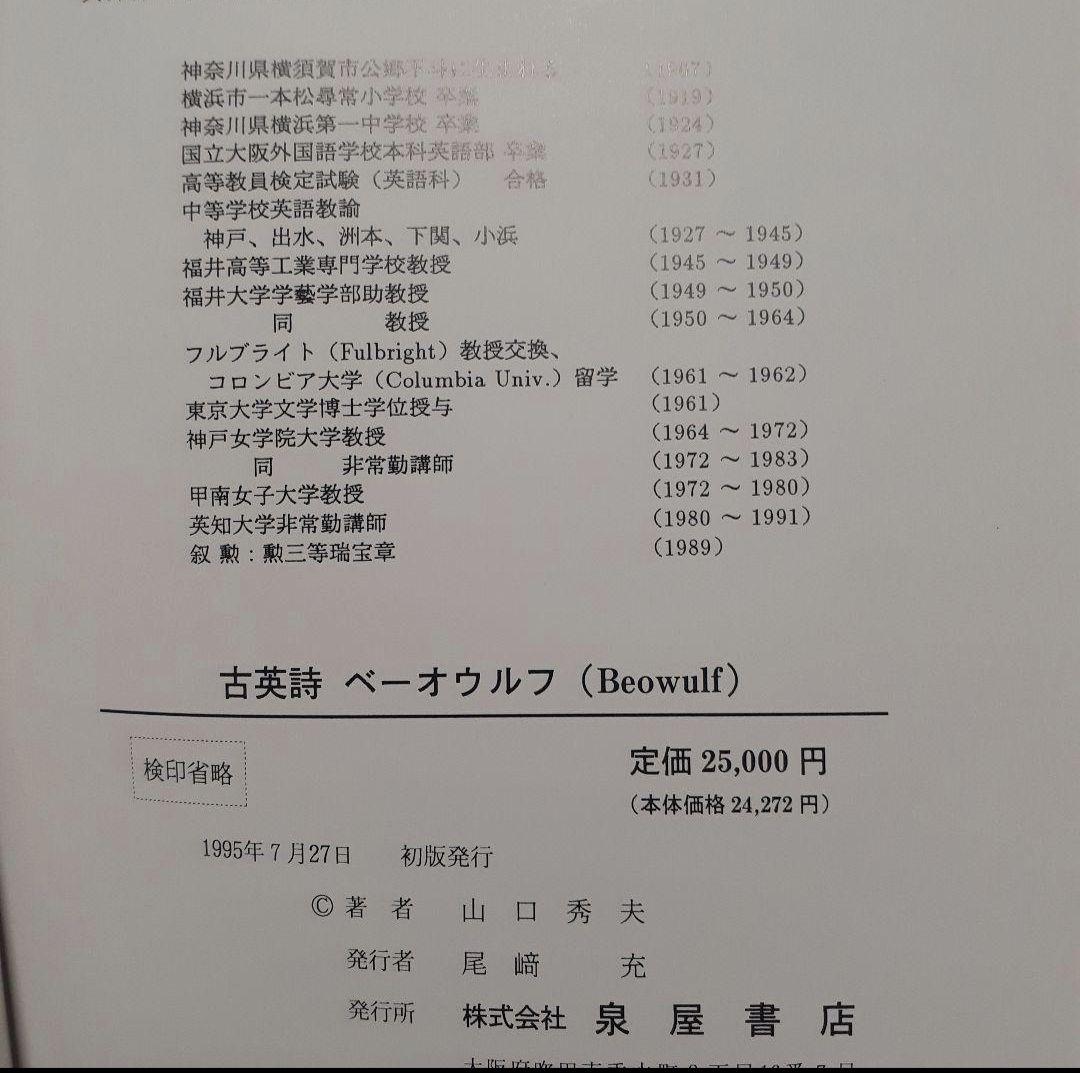 神奈川県横須賀市公郷
横浜市一本松尋常小学校 卒業 (1919)
神奈川県横浜第一中学校 卒業 (1924)
国立大阪外国語学校本科英語部 卒業 (1927)
高等教員検定試験（英語科） 合格 (1931)
中等学校英語教諭
神戸、出水、洲本、下関、小浜 (1927 ～ 1945)
福井高等工業専門学校教授 (1945 ～ 1949)
福井大学学藝学部助教授 (1949 ～ 1950)
同 教授 (1950 ～ 1964)
フルブライト（Fulbright）教授交換、
コロンビア大学（Columbia Univ.）留学 (1961 ～ 1962)
東京大学文学博士学位授与 (1961)
神戸女学院大学教授 (1964 ～ 1972)
同 非常勤講師 (1972 ～ 1983)
甲南女子大学教授 (1972 ～ 1980)
英知大学非常勤講師 (1980 ～ 1991)
叙 勲：勲三等瑞宝章 (1989)
古英詩 ベーオウルフ（Beowulf）
検印省略
定価 25,000 円
（本体価格 24,272 円）
1995年7月27日 初版発行
© 著 者 山 口 秀 夫
発行者 尾 﨑 充
発行所 株式会社 泉 屋 書 店